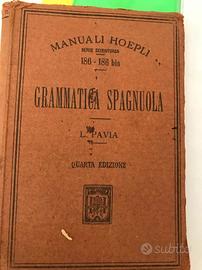 MANUALI HOEPLI
SERIE SCIENTIFICA
186 - 186 bis
GRAMMATICA SPAGNUOLA
L. PAVIA
QUARTA EDIZIONE
subito